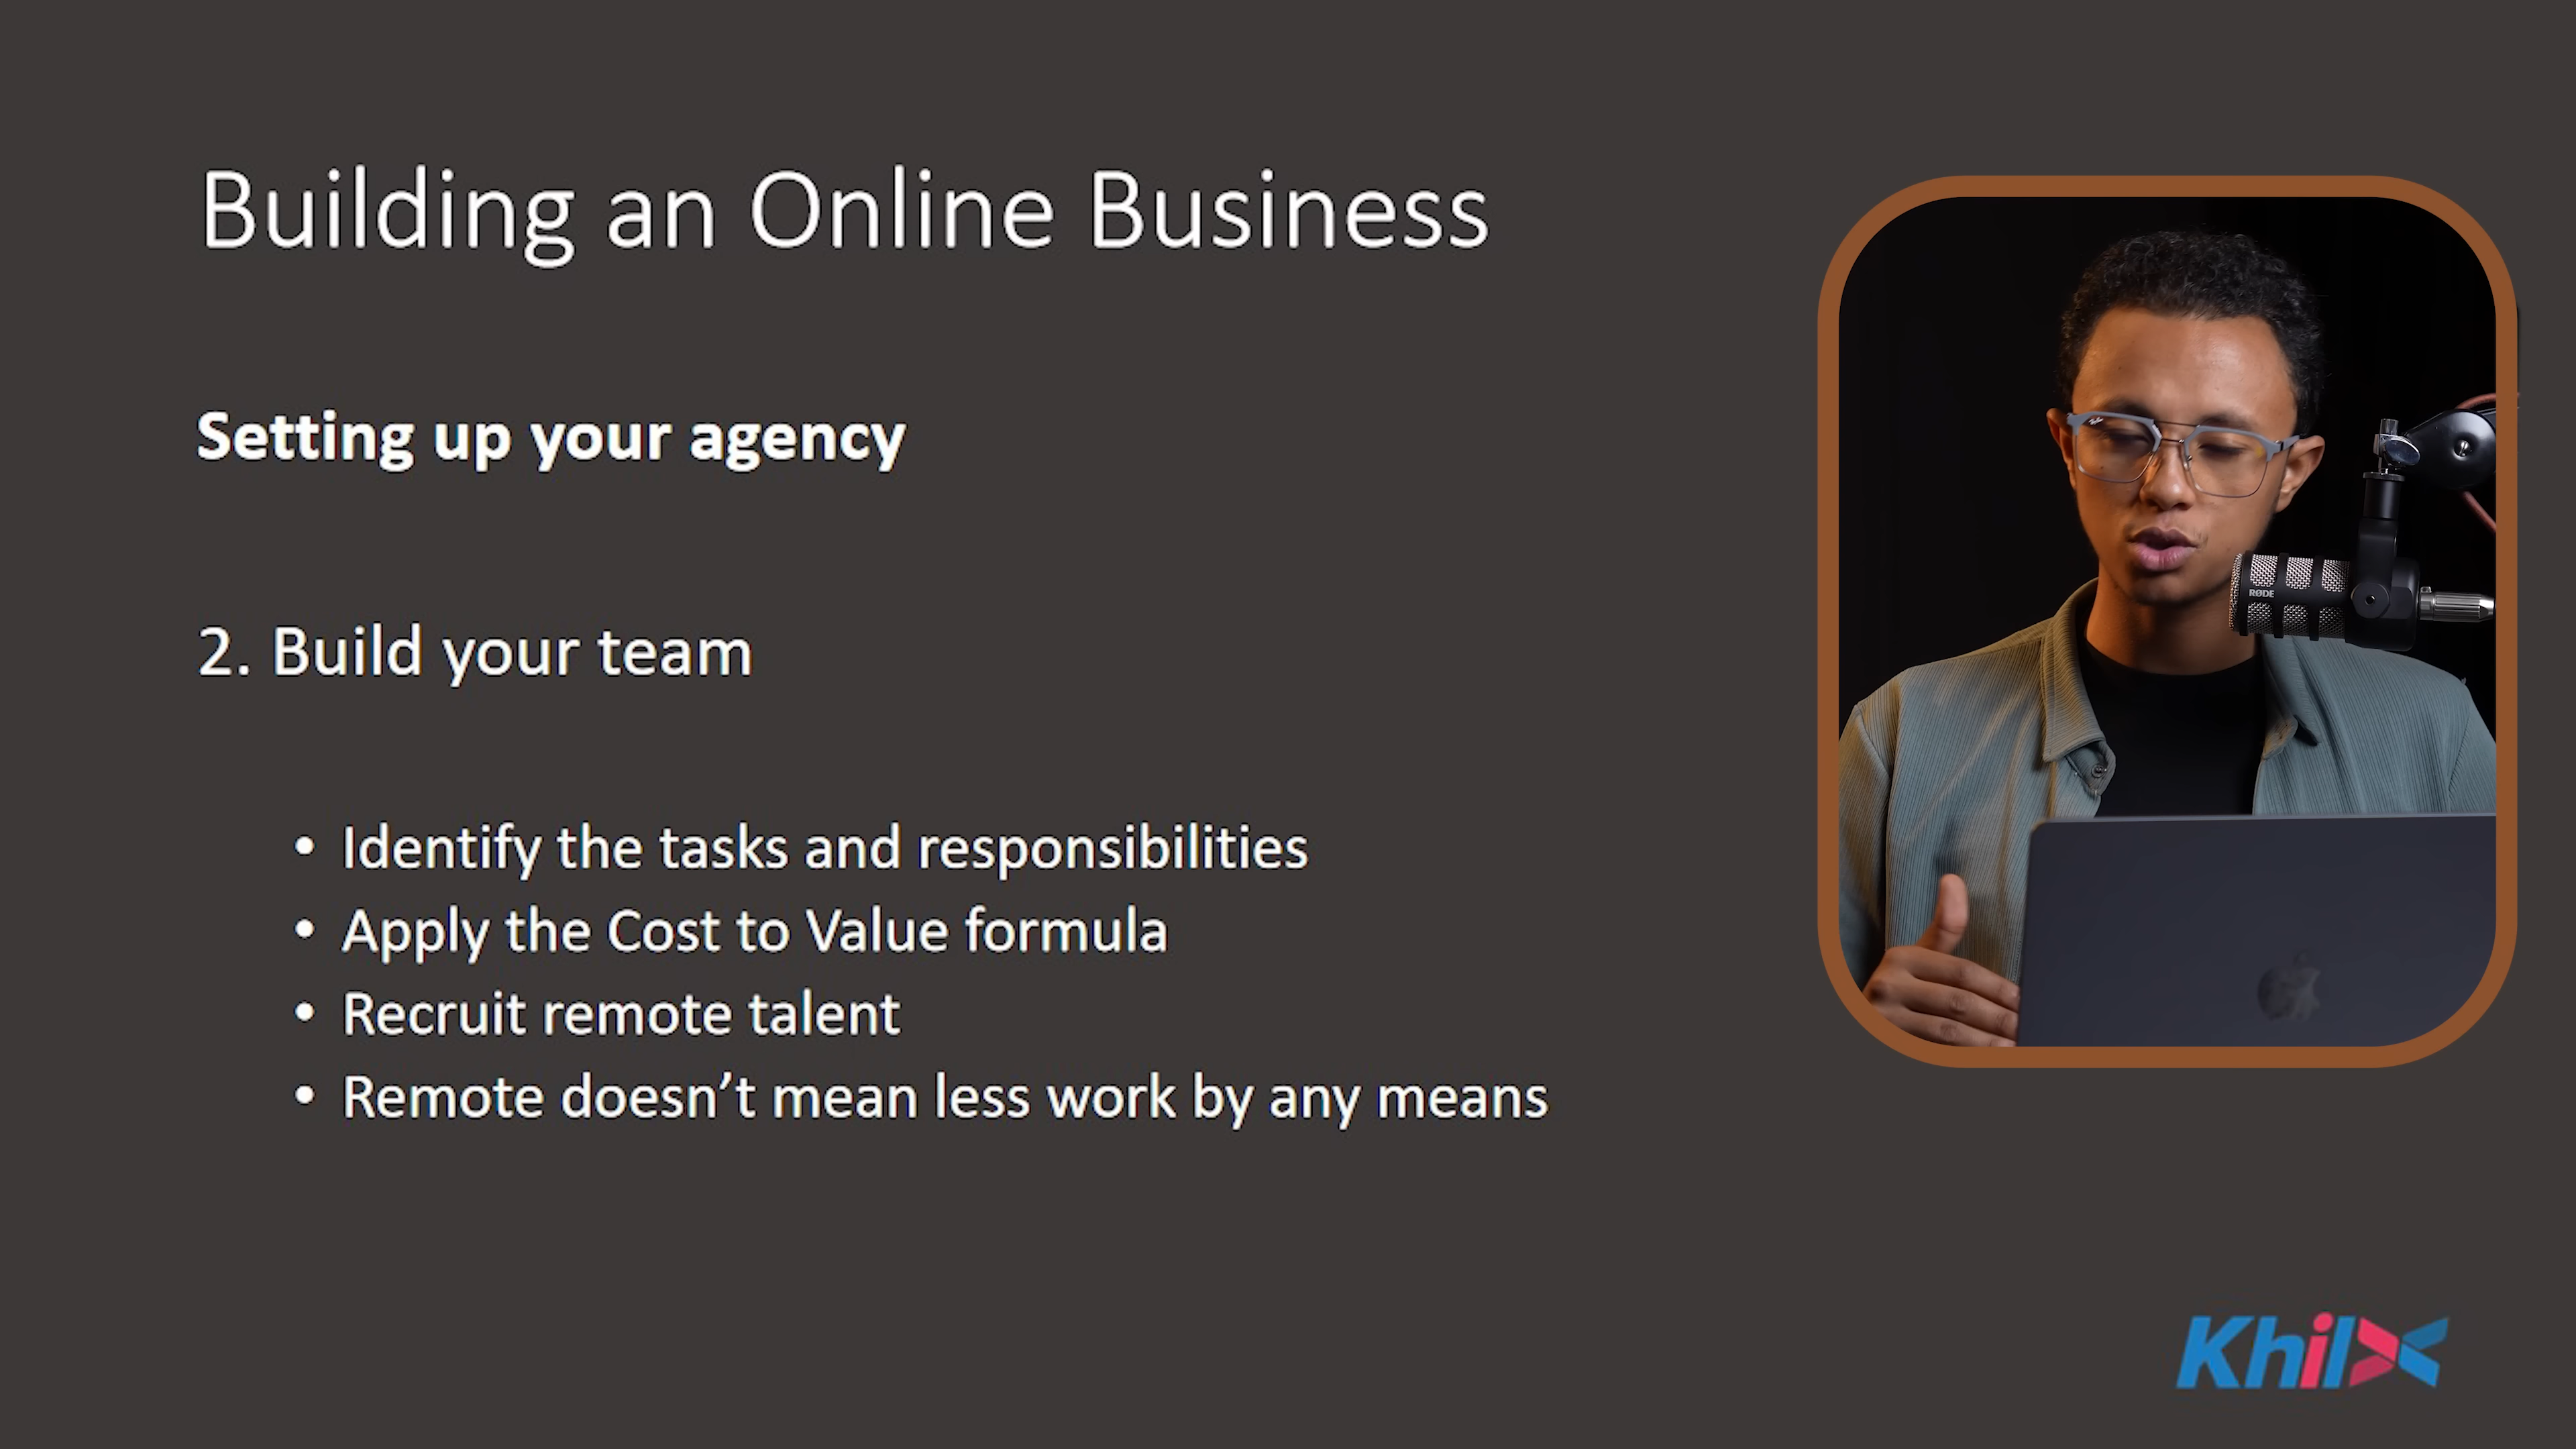 Building an Online Business
Setting up your agency
2. Build your team
• Identify the tasks and responsibilities
• Apply the Cost to Value formula
• Recruit remote talent
• Remote doesn’t mean less work by any means
RØDE
KhilX